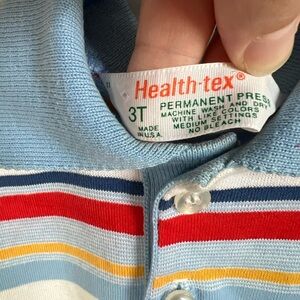 Health-tex®
3T
PERMANENT PRESS
MACHINE WASH AND DRY
WITH LIKE COLORS
MEDIUM SETTINGS
NO BLEACH
MADE
IN U.S.A.